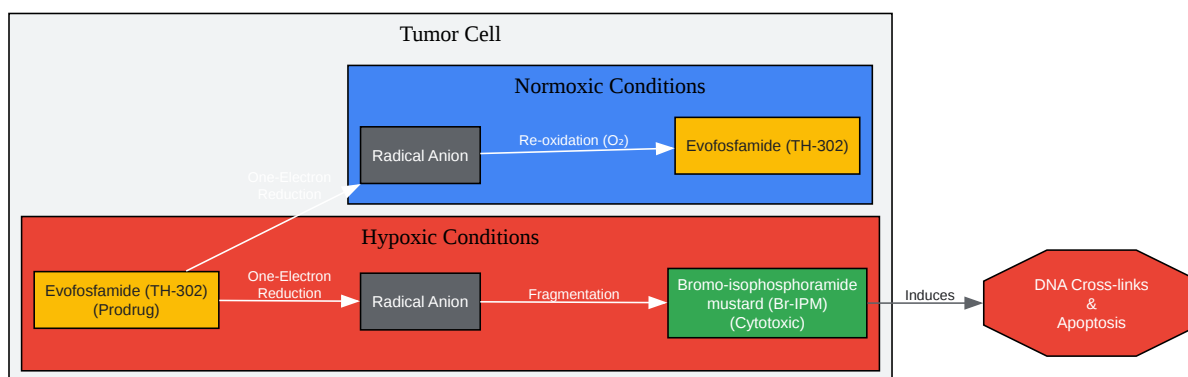 Tumor Cell
Normoxic Conditions
Radical Anion
Re-oxidation (O₂)
Evofosfamide (TH-302)
One-Electron
Reduction
Hypoxic Conditions
Evofosfamide (TH-302)
(Prodrug)
One-Electron
Reduction
Radical Anion
Fragmentation
Bromo-isophosphoramide
mustard (Br-IPM)
(Cytotoxic)
Induces
DNA Cross-links
&
Apoptosis